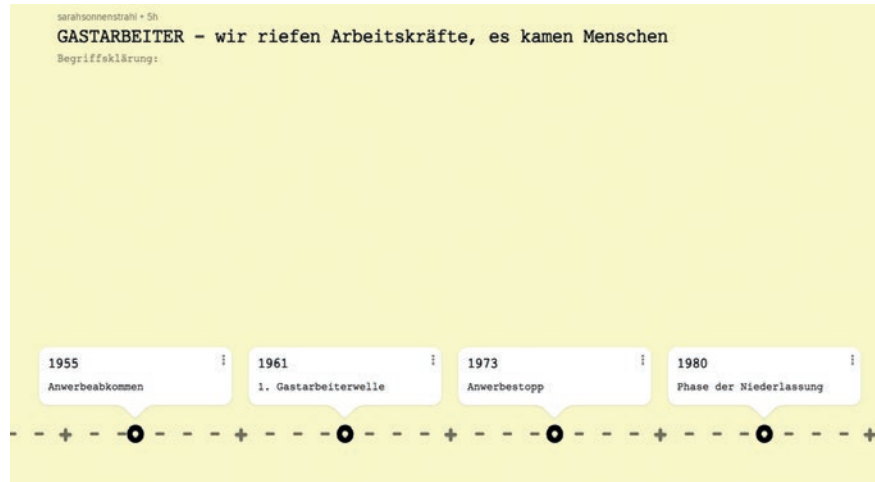 sarahsonnenstrahl • 5h
GASTARBEITER – wir riefen Arbeitskräfte, es kamen Menschen
Begriffsklärung:
1955
Anwerbeabkommen
1961
1. Gastarbeiterwelle
1973
Anwerbestopp
1980
Phase der Niederlassung